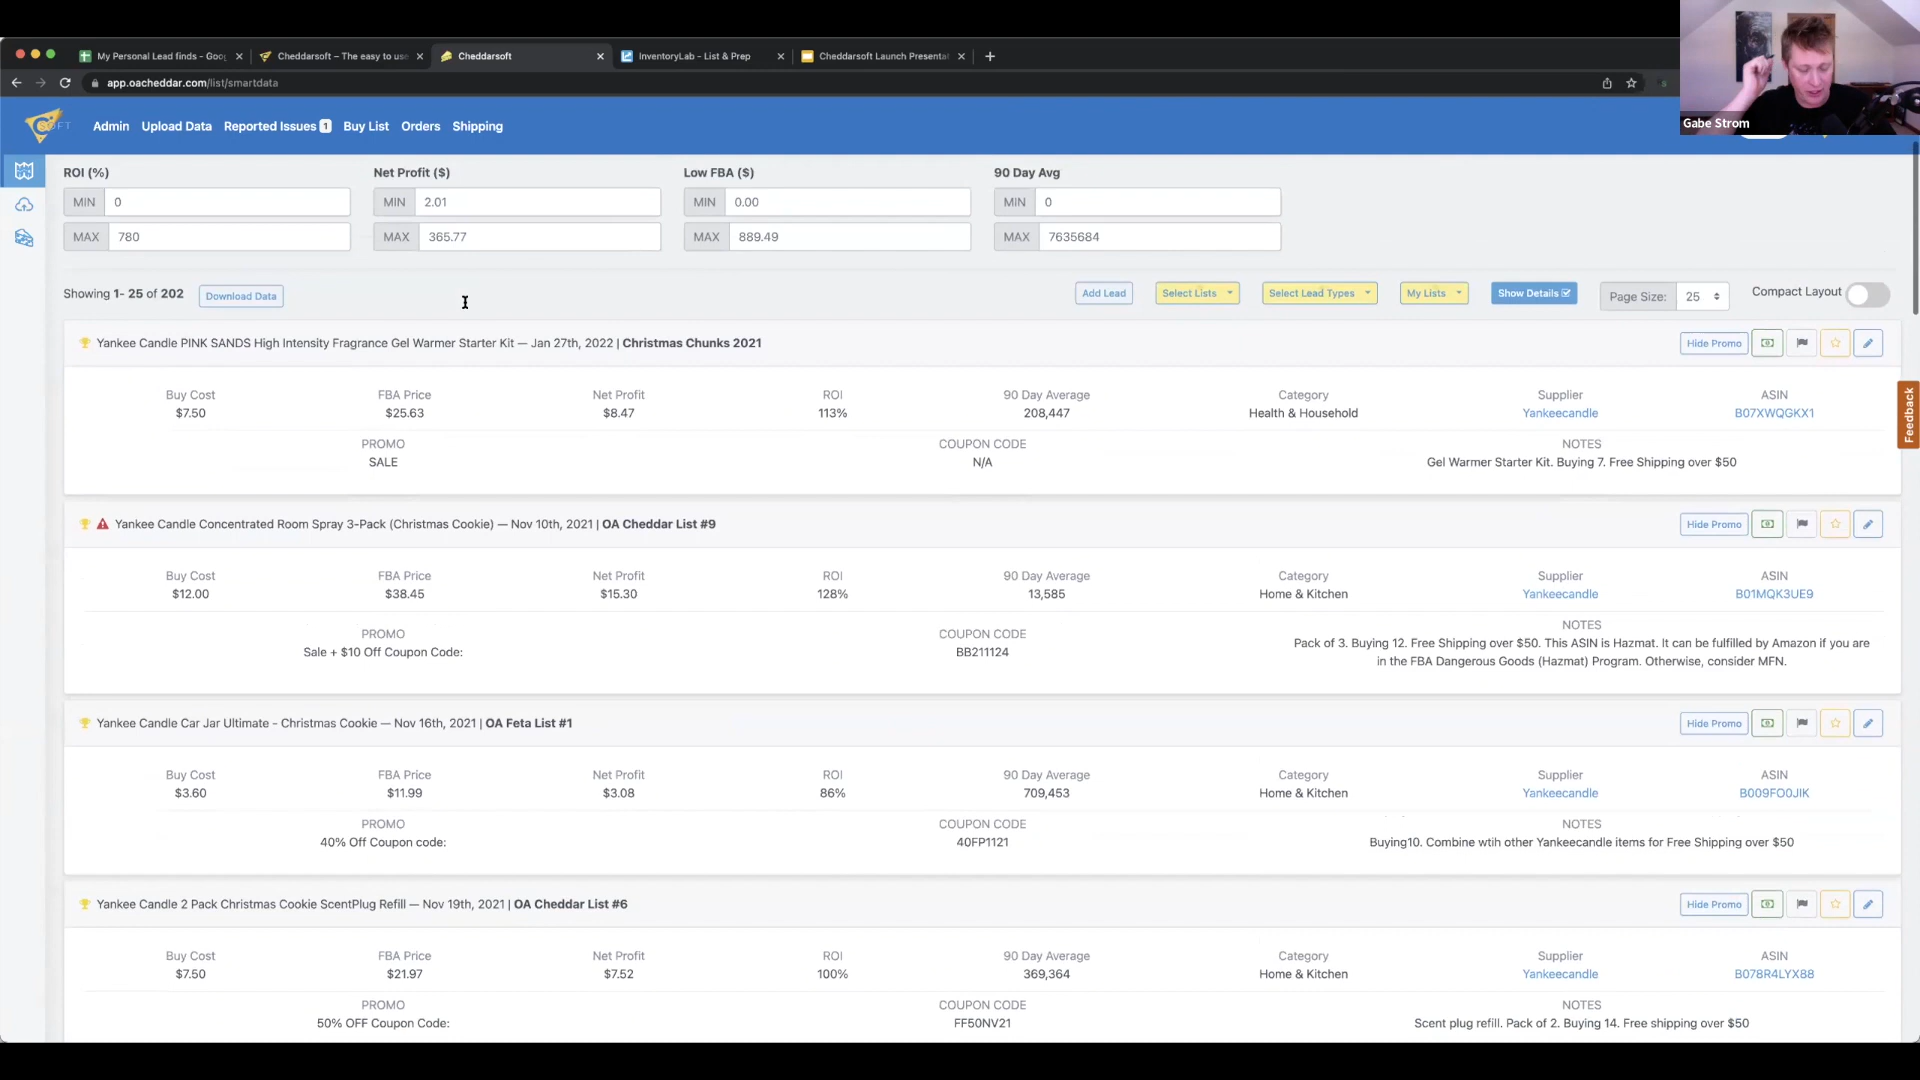 My Personal Lead finds - Goo
Cheddarsoft – The easy to us
Cheddarsoft
InventoryLab - List & Prep
Cheddarsoft Launch Presenta
app.oacheddar.com/list/smartdata
Gabe Strom
Admin
Upload Data
Reported Issues 1
Buy List
Orders
Shipping
ROI (%)
Net Profit ($)
Low FBA ($)
90 Day Avg
MIN 0
MIN 2.01
MIN 0.00
MIN 0
MAX 780
MAX 365.77
MAX 889.49
MAX 7635684
Showing 1- 25 of 202
Download Data
Add Lead
Select Lists
Select Lead Types
My Lists
Show Details
Page Size: 25
Compact Layout
Yankee Candle PINK SANDS High Intensity Fragrance Gel Warmer Starter Kit — Jan 27th, 2022 | Christmas Chunks 2021
Hide Promo
Buy Cost FBA Price Net Profit ROI 90 Day Average Category Supplier ASIN
$7.50 $25.63 $8.47 113% 208,447 Health & Household Yankeecandle B07XWQGKX1
PROMO COUPON CODE NOTES
SALE N/A Gel Warmer Starter Kit. Buying 7. Free Shipping over $50
Feedback
Yankee Candle Concentrated Room Spray 3-Pack (Christmas Cookie) — Nov 10th, 2021 | OA Cheddar List #9
Hide Promo
Buy Cost FBA Price Net Profit ROI 90 Day Average Category Supplier ASIN
$12.00 $38.45 $15.30 128% 13,585 Home & Kitchen Yankeecandle B01MQK3UE9
PROMO COUPON CODE NOTES
Sale + $10 Off Coupon Code: BB211124 Pack of 3. Buying 12. Free Shipping over $50. This ASIN is Hazmat. It can be fulfilled by Amazon if you are
in the FBA Dangerous Goods (Hazmat) Program. Otherwise, consider MFN.
Yankee Candle Car Jar Ultimate - Christmas Cookie — Nov 16th, 2021 | OA Feta List #1
Hide Promo
Buy Cost FBA Price Net Profit ROI 90 Day Average Category Supplier ASIN
$3.60 $11.99 $3.08 86% 709,453 Home & Kitchen Yankeecandle B009FO0JIK
PROMO COUPON CODE NOTES
40% Off Coupon code: 40FP1121 Buying10. Combine wtih other Yankeecandle items for Free Shipping over $50
Yankee Candle 2 Pack Christmas Cookie ScentPlug Refill — Nov 19th, 2021 | OA Cheddar List #6
Hide Promo
Buy Cost FBA Price Net Profit ROI 90 Day Average Category Supplier ASIN
$7.50 $21.97 $7.52 100% 369,364 Home & Kitchen Yankeecandle B078R4LYX88
PROMO COUPON CODE NOTES
50% OFF Coupon Code: FF50NV21 Scent plug refill. Pack of 2. Buying 14. Free shipping over $50